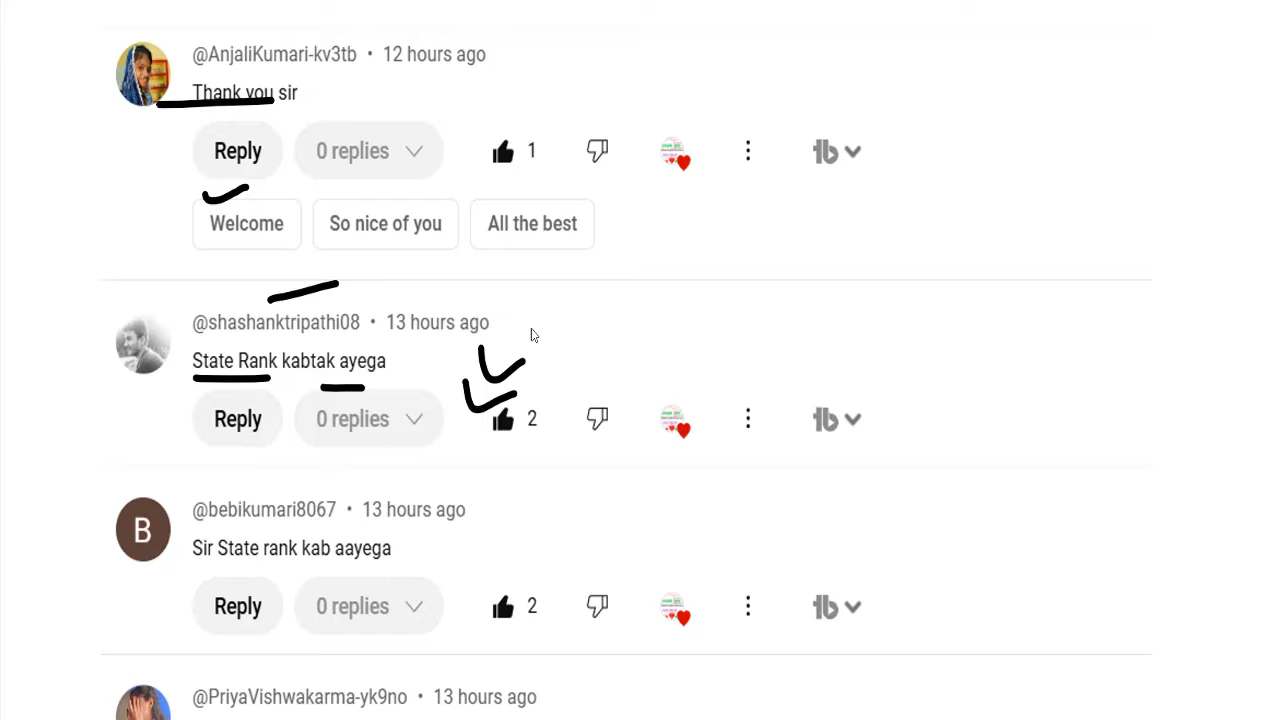 @AnjaliKumari-kv3tb • 12 hours ago
Thank you sir
Reply 0 replies 1
Welcome So nice of you All the best
@shashanktripathi08 • 13 hours ago
State Rank kabtak ayega
Reply 0 replies 2
B
@bebikumari8067 • 13 hours ago
Sir State rank kab aayega
Reply 0 replies 2
@PriyaVishwakarma-yk9no • 13 hours ago